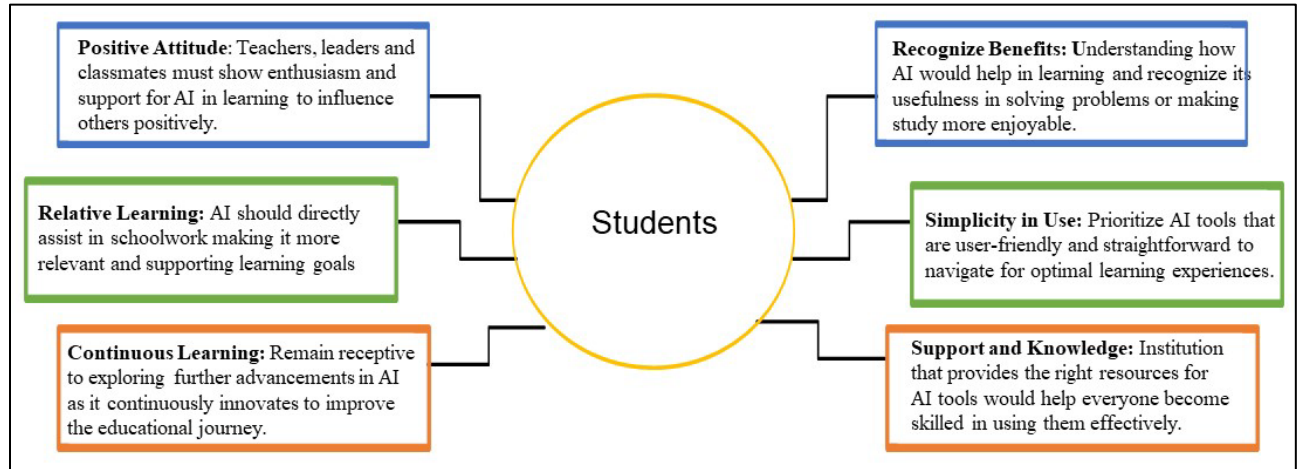 Positive Attitude: Teachers, leaders and
classmates must show enthusiasm and
support for AI in learning to influence
others positively.
Relative Learning: AI should directly
assist in schoolwork making it more
relevant and supporting learning goals
Continuous Learning: Remain receptive
to exploring further advancements in AI
as it continuously innovates to improve
the educational journey.
Students
Recognize Benefits: Understanding how
AI would help in learning and recognize its
usefulness in solving problems or making
study more enjoyable.
Simplicity in Use: Prioritize AI tools that
are user-friendly and straightforward to
navigate for optimal learning experiences.
Support and Knowledge: Institution
that provides the right resources for
AI tools would help everyone become
skilled in using them effectively.